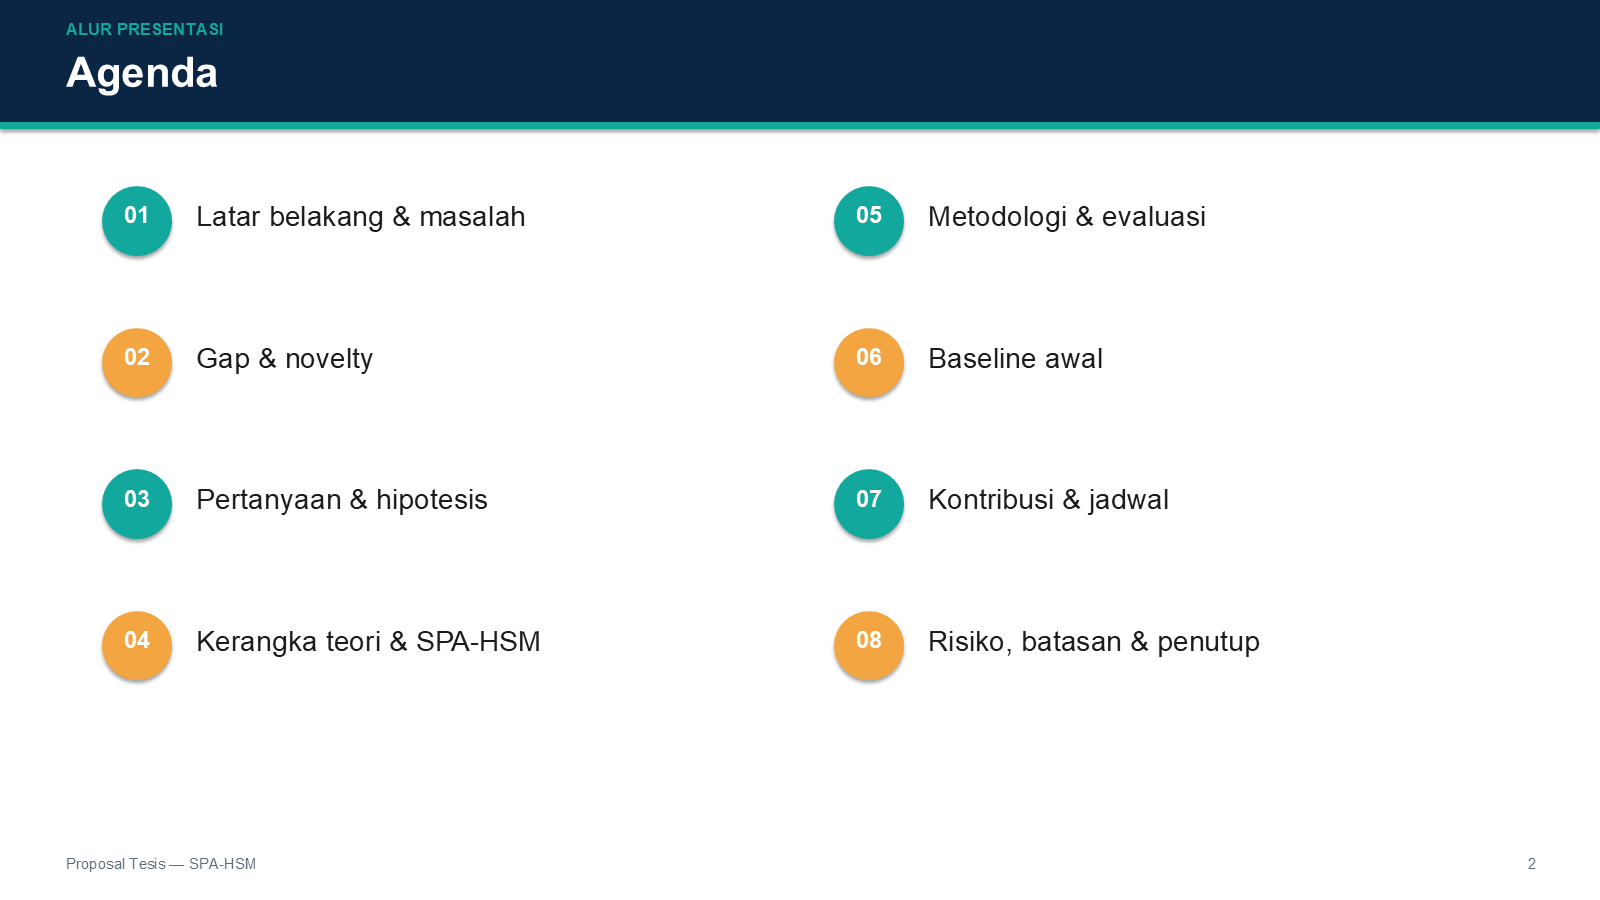 ALUR PRESENTASI
Agenda
01 Latar belakang & masalah
02 Gap & novelty
03 Pertanyaan & hipotesis
04 Kerangka teori & SPA-HSM
05 Metodologi & evaluasi
06 Baseline awal
07 Kontribusi & jadwal
08 Risiko, batasan & penutup
Proposal Tesis — SPA-HSM
2